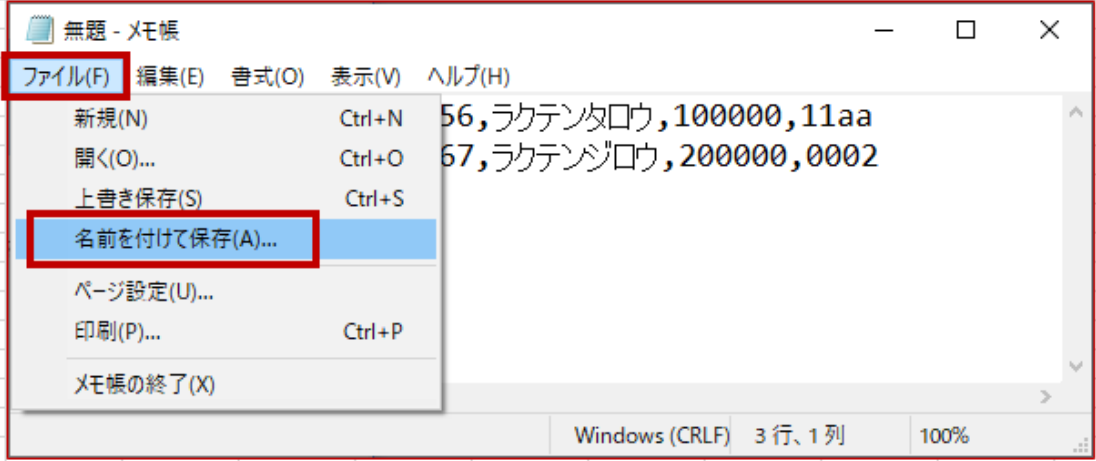 無題 - メモ帳
ファイル(F) 編集(E) 書式(O) 表示(V) ヘルプ(H)
新規(N) Ctrl+N
開く(O)... Ctrl+O
上書き保存(S) Ctrl+S
名前を付けて保存(A)...
ページ設定(U)...
印刷(P)... Ctrl+P
メモ帳の終了(X)
56,ラクテンタロウ,100000,11aa
67,ラクテンジロウ,200000,0002
Windows (CRLF) 3 行、1 列 100%